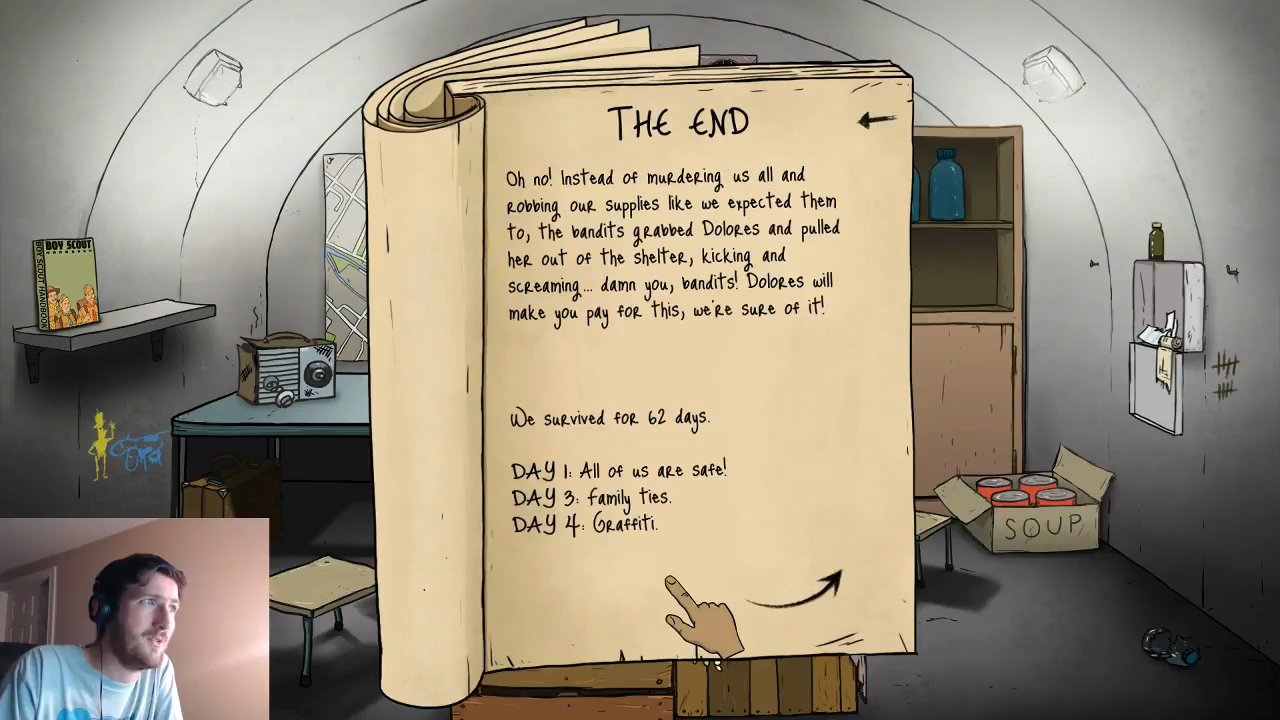 THE END
Oh no! Instead of murdering us all and
robbing our supplies like we expected them
to, the bandits grabbed Dolores and pulled
her out of the shelter, kicking and
screaming... damn you, bandits! Dolores will
make you pay for this, we're sure of it!
We survived for 62 days.
DAY 1: All of us are safe!
DAY 3: Family ties.
DAY 4: Graffiti.
BOY SCOUT
BOY SCOUT HANDBOOK
SOUP